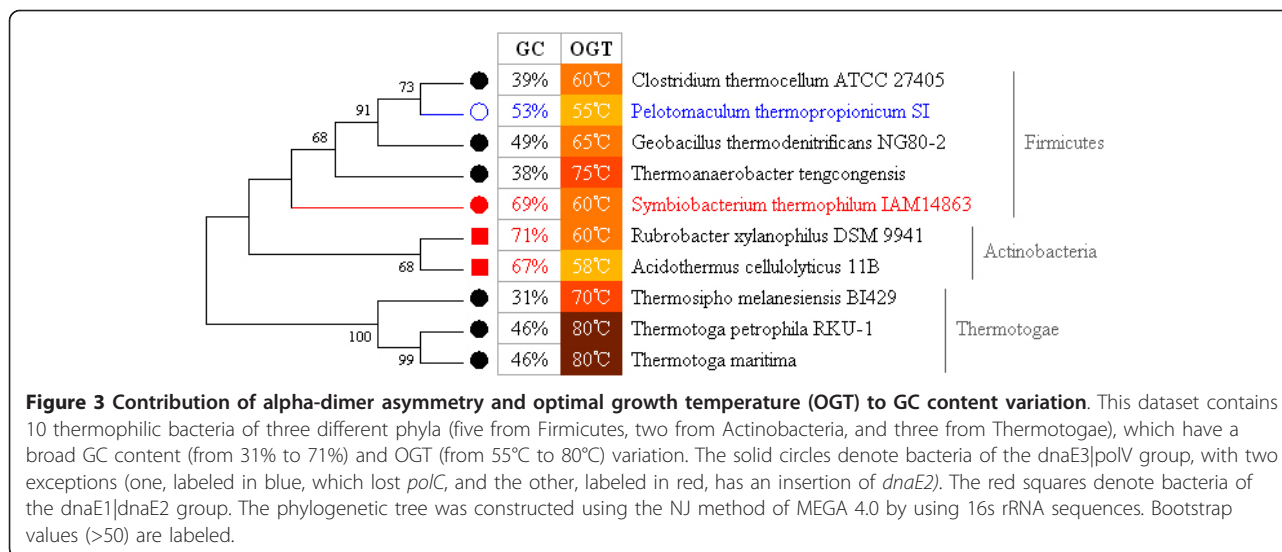 GC OGT
73 39% 60℃ Clostridium thermocellum ATCC 27405
91 53% 55℃ Pelotomaculum thermopropionicum SI
68 49% 65℃ Geobacillus thermodenitrificans NG80-2 Firmicutes
38% 75℃ Thermoanaerobacter tengcongensis
69% 60℃ Symbiobacterium thermophilum IAM14863
71% 60℃ Rubrobacter xylanophilus DSM 9941
68 67% 58℃ Acidothermus cellulolyticus 11B Actinobacteria
31% 70℃ Thermosipho melanesiensis BI429
100 46% 80℃ Thermotoga petrophila RKU-1 Thermotogae
99 46% 80℃ Thermotoga maritima
Figure 3 Contribution of alpha-dimer asymmetry and optimal growth temperature (OGT) to GC content variation. This dataset contains
10 thermophilic bacteria of three different phyla (five from Firmicutes, two from Actinobacteria, and three from Thermotogae), which have a
broad GC content (from 31% to 71%) and OGT (from 55°C to 80°C) variation. The solid circles denote bacteria of the dnaE3|polV group, with two
exceptions (one, labeled in blue, which lost polC, and the other, labeled in red, has an insertion of dnaE2). The red squares denote bacteria of
the dnaE1|dnaE2 group. The phylogenetic tree was constructed using the NJ method of MEGA 4.0 by using 16s rRNA sequences. Bootstrap
values (>50) are labeled.